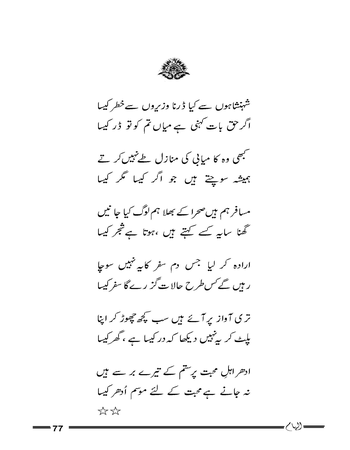 شہنشاہوں سے کیا ڈرنا وزیروں سے خطر کیسا
اگر حق بات کہنی ہے میاں تم کو تو ڈر کیسا
کبھی وہ کامیابی کی منازل طے نہیں کرتے
ہمیشہ سوچتے ہیں جو اگر کیسا مگر کیسا
مسافر ہم ہیں صحرا کے بھلا ہم لوگ کیا جانیں
گھنا سایہ کسے کہتے ہیں ،ہوتا ہے شجر کیسا
ارادہ کر لیا جس دم سفر کا یہ نہیں سوچا
رہیں گے کس طرح حالات گزرے گا سفر کیسا
تری آواز پر آئے ہیں سب کچھ چھوڑ کر اپنا
پلٹ کر یہ نہیں دیکھا کہ در کیسا ہے ، گھر کیسا
ادھر اہلِ محبت پر ستم کے تیرے برسے ہیں
نہ جانے ہے محبت کے لئے موسم اُدھر کیسا
☆☆
77